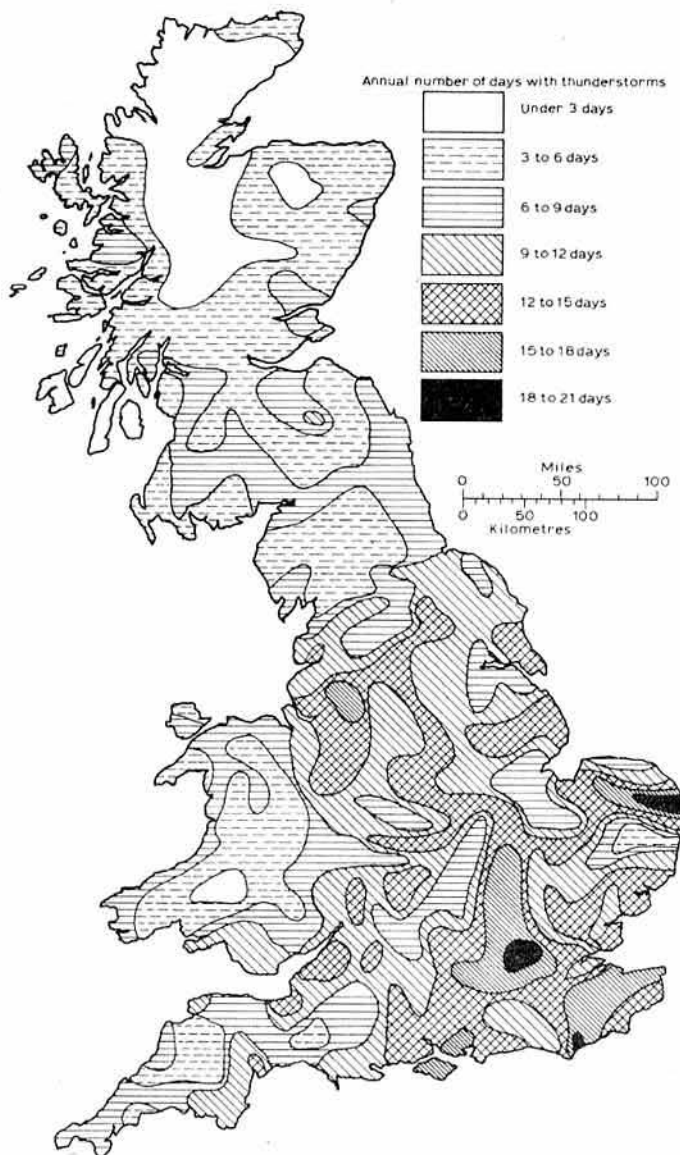 Annual number of days with thunderstorms
Under 3 days
3 to 6 days
6 to 9 days
9 to 12 days
12 to 15 days
15 to 18 days
18 to 21 days
Miles
0 50 100
0 50 100
Kilometres